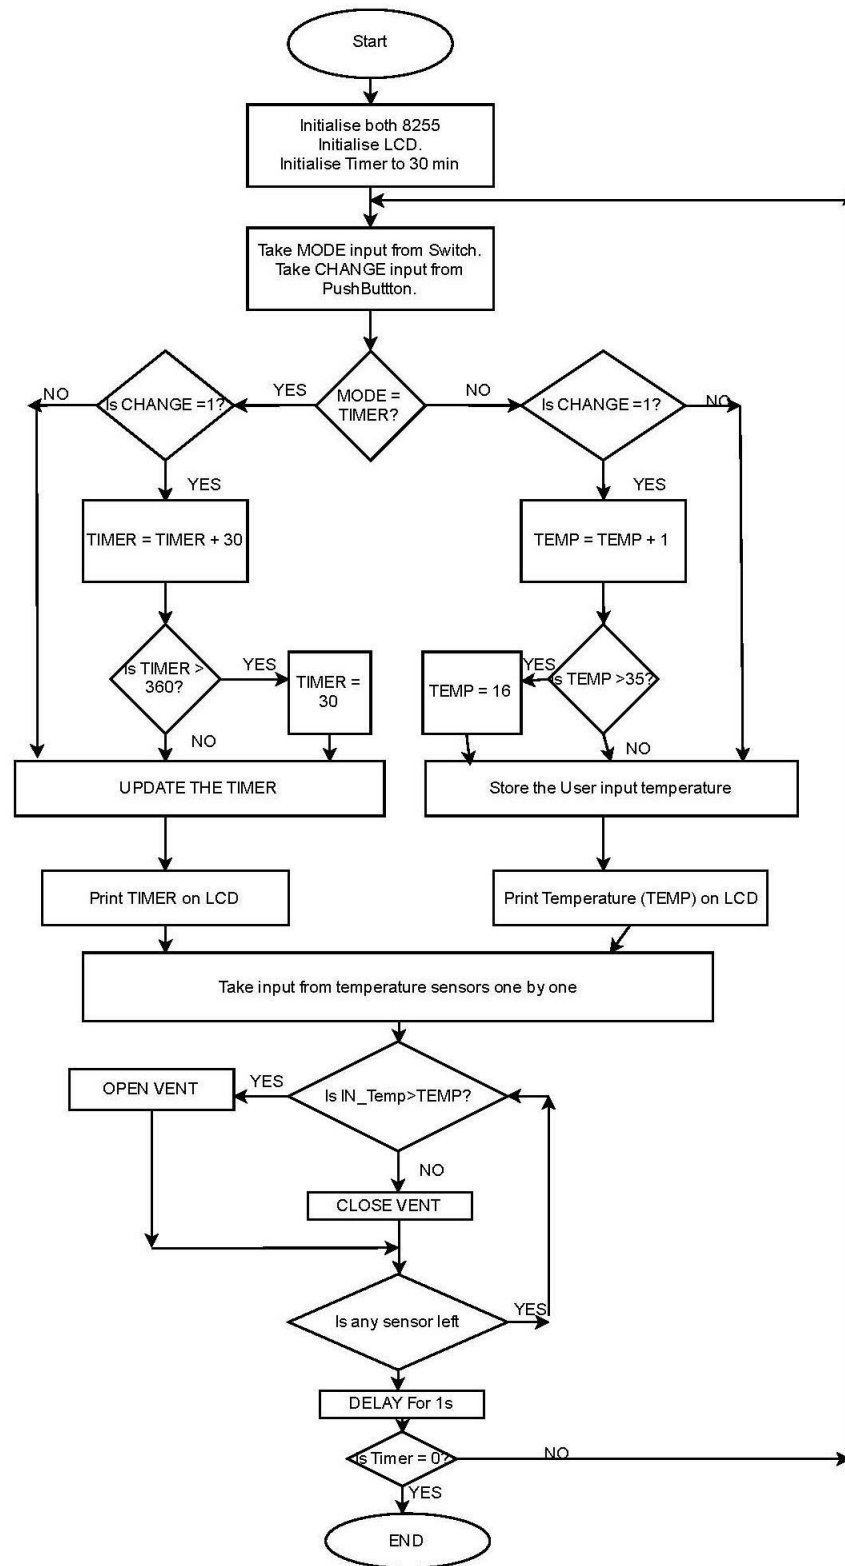 Start
Initialise both 8255
Initialise LCD.
Initialise Timer to 30 min
Take MODE input from Switch.
Take CHANGE input from
PushButtton.
NO
Is CHANGE =1?
YES
MODE =
TIMER?
NO
Is CHANGE =1?
NO
YES
YES
TIMER = TIMER + 30
TEMP = TEMP + 1
Is TIMER >
360?
YES
TIMER =
30
TEMP = 16
YES
Is TEMP >35?
NO
NO
UPDATE THE TIMER
Store the User input temperature
Print TIMER on LCD
Print Temperature (TEMP) on LCD
Take input from temperature sensors one by one
OPEN VENT
YES
Is IN_Temp>TEMP?
NO
CLOSE VENT
Is any sensor left
YES
DELAY For 1s
Is Timer = 0?
NO
YES
END